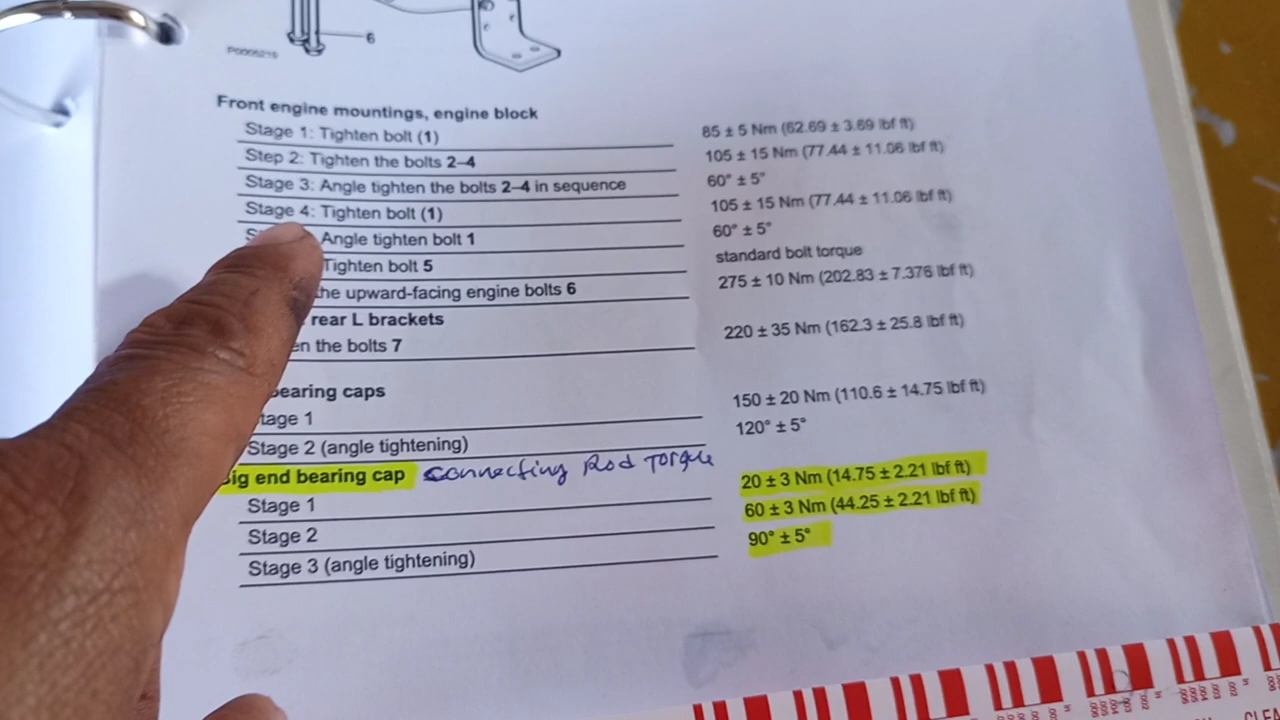 6
P0006219
Front engine mountings, engine block
Stage 1: Tighten bolt (1) 85 ± 5 Nm (62.69 ± 3.69 lbf ft)
Step 2: Tighten the bolts 2–4 105 ± 15 Nm (77.44 ± 11.06 lbf ft)
Stage 3: Angle tighten the bolts 2–4 in sequence 60° ± 5°
Stage 4: Tighten bolt (1) 105 ± 15 Nm (77.44 ± 11.06 lbf ft)
Angle tighten bolt 1 60° ± 5°
Tighten bolt 5 standard bolt torque
the upward-facing engine bolts 6 275 ± 10 Nm (202.83 ± 7.376 lbf ft)
rear L brackets
en the bolts 7 220 ± 35 Nm (162.3 ± 25.8 lbf ft)
bearing caps
tage 1 150 ± 20 Nm (110.6 ± 14.75 lbf ft)
Stage 2 (angle tightening) 120° ± 5°
Big end bearing cap connecting Rod Torque
Stage 1 20 ± 3 Nm (14.75 ± 2.21 lbf ft)
Stage 2 60 ± 3 Nm (44.25 ± 2.21 lbf ft)
Stage 3 (angle tightening) 90° ± 5°